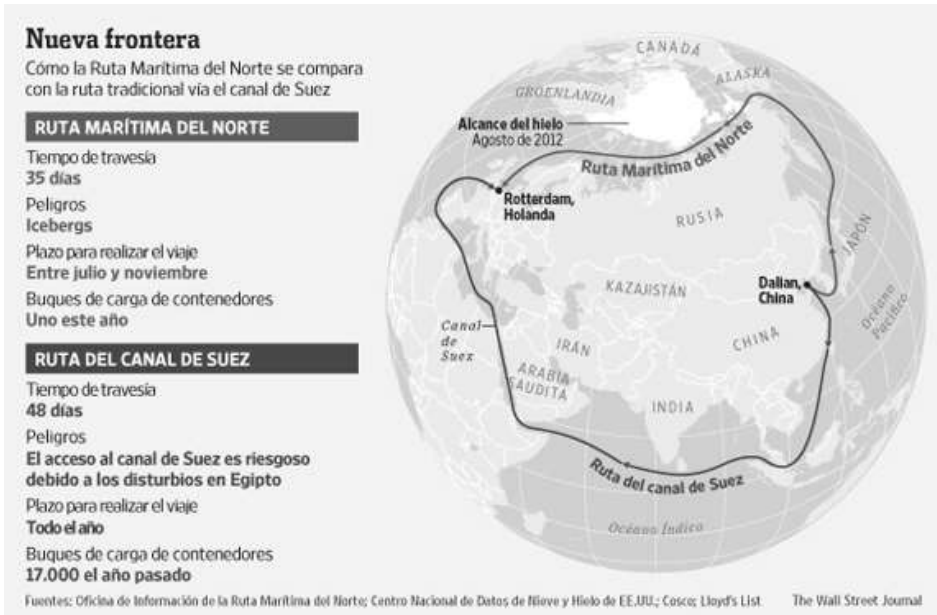 Nueva frontera
Cómo la Ruta Marítima del Norte se compara
con la ruta tradicional vía el canal de Suez
RUTA MARÍTIMA DEL NORTE
Tiempo de travesía
35 días
Peligros
Icebergs
Plazo para realizar el viaje
Entre julio y noviembre
Buques de carga de contenedores
Uno este año
RUTA DEL CANAL DE SUEZ
Tiempo de travesía
48 días
Peligros
El acceso al canal de Suez es riesgoso
debido a los disturbios en Egipto
Plazo para realizar el viaje
Todo el año
Buques de carga de contenedores
17.000 el año pasado
CANADÁ
ALASKA
GROENLANDIA
Alcance del hielo
Agosto de 2012
Ruta Marítima del Norte
Rotterdam,
Holanda
RUSIA
JAPÓN
KAZAJISTÁN
Dalian,
China
Océano
Pacífico
Canal
de
Suez
IRÁN
CHINA
ARABIA
SAUDITA
INDIA
Ruta del canal de Suez
Océano Índico
Fuentes: Oficina de Información de la Ruta Marítima del Norte; Centro Nacional de Datos de Nieve y Hielo de EE.UU.; Cosco; Lloyd's List
The Wall Street Journal